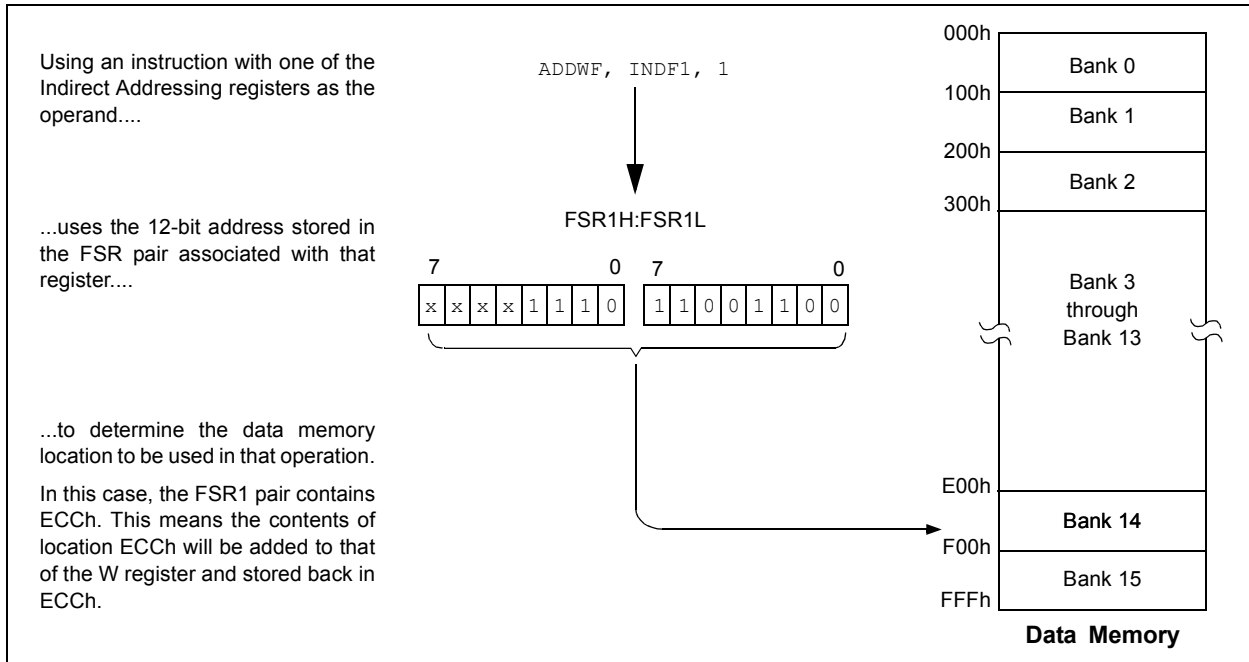 Using an instruction with one of the
Indirect Addressing registers as the
operand....
ADDWF, INDF1, 1
...uses the 12-bit address stored in
the FSR pair associated with that
register....
FSR1H:FSR1L
7 0 7 0
x x x x 1 1 1 0 1 1 0 0 1 1 0 0
...to determine the data memory
location to be used in that operation.
In this case, the FSR1 pair contains
ECCh. This means the contents of
location ECCh will be added to that
of the W register and stored back in
ECCh.
000h
Bank 0
100h
Bank 1
200h
Bank 2
300h
Bank 3
through
Bank 13
E00h
Bank 14
F00h
Bank 15
FFFh
Data Memory